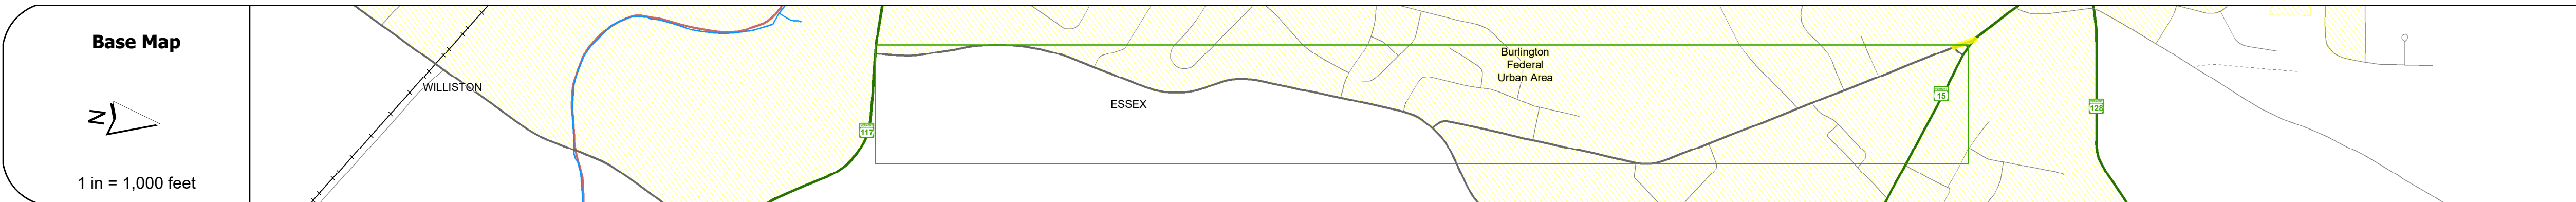 Base Map
N
1 in = 1,000 feet
WILLISTON
117
ESSEX
Burlington
Federal
Urban Area
15
128